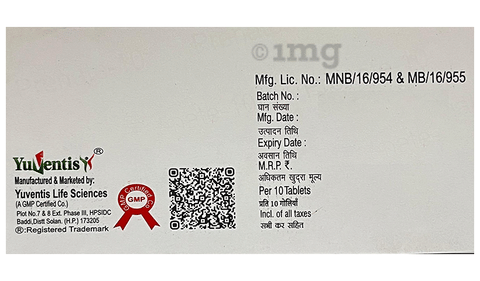 ©1mg
Mfg. Lic. No.: MNB/16/954 & MB/16/955
Batch No. :
घान संख्या
Mfg. Date :
उत्पादन तिथि
Expiry Date :
अवसान तिथि
M.R.P. ₹.
अधिकतम खुदरा मूल्य
Per 10 Tablets
प्रति 10 गोलियाँ
Incl. of all taxes
सभी कर सहित
Yuventis ®
Manufactured & Marketed by:
Yuventis Life Sciences
(A GMP Certified Co.)
Plot No.7 & 8 Ext. Phase III, HPSIDC
Baddi,Distt Solan. (H.P.) 173205
®:Registered Trademark
GMP Certified Co.
GMP